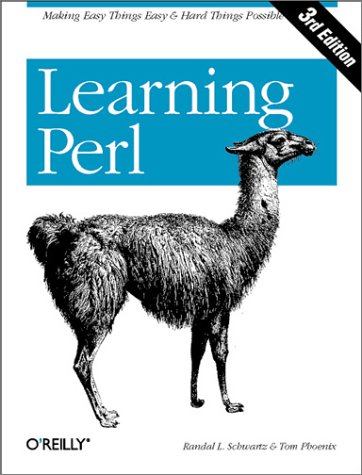 Making Easy Things Easy & Hard Things Possible
3rd Edition
Learning
Perl
O'REILLY®
Randal L. Schwartz & Tom Phoenix